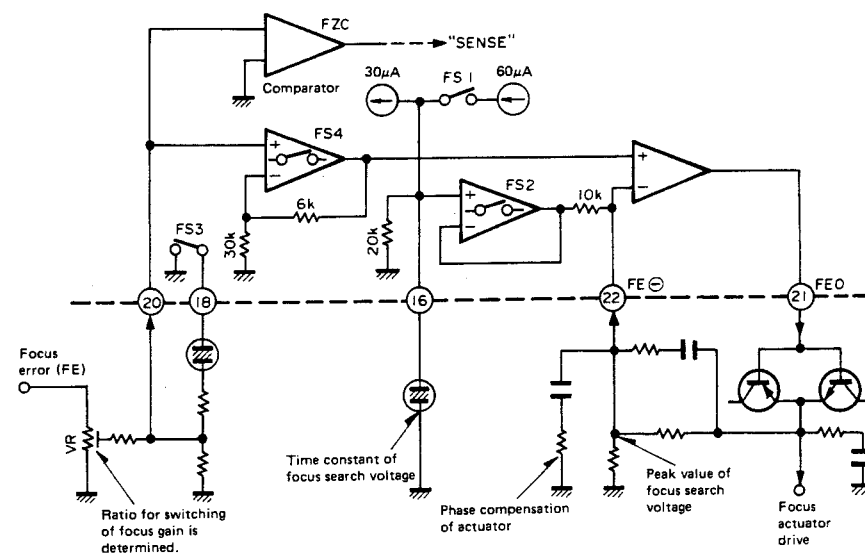 FZC
"SENSE"
Comparator
30μA
FS1
60μA
FS4
+
−
6k
30k
FS3
20k
FS2
+
−
10k
+
−
20
18
16
22
FE⊖
21
FEO
Focus
error (FE)
VR
Ratio for switching
of focus gain is
determined.
Time constant of
focus search voltage
Phase compensation
of actuator
Peak value of
focus search
voltage
Focus
actuator
drive